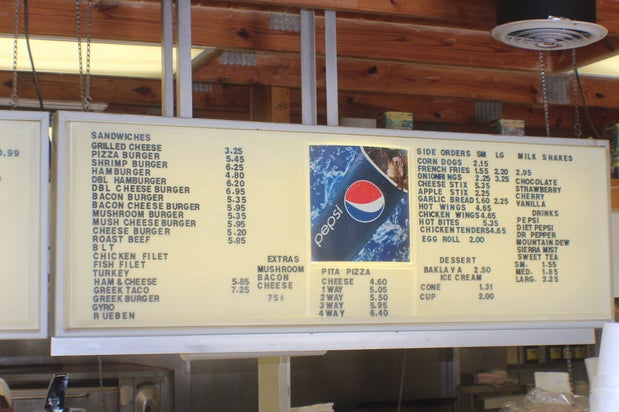 0.99
SANDWICHES
GRILLED CHEESE 3.25
PIZZA BURGER 5.45
SHRIMP BURGER 6.25
HAMBURGER 4.80
DBL HAMBURGER 6.20
DBL CHEESEBURGER 6.95
BACON BURGER 5.35
BACON CHEESE BURGER 5.95
MUSHROOM BURGER 5.35
MUSH CHEESE BURGER 5.95
CHEESE BURGER 5.20
ROAST BEEF 5.85
BLT
CHICKEN FILET
FISH FILET
TURKEY
HAM & CHEESE 5.85
GREEK TACO 7.25
GREEK BURGER
GYRO
RUEBEN
EXTRAS
MUSHROOM
BACON
CHEESE
75¢
pepsi
PITA PIZZA
CHEESE 4.60
1 WAY 5.05
2 WAY 5.50
3 WAY 5.95
4 WAY 6.40
SIDE ORDERS SM LG
CORN DOGS 2.15
FRENCH FRIES 1.55 2.20
ONION RINGS 2.25 3.25
CHEESE STIX 5.35
APPLE STIX 2.25
GARLIC BREAD 1.60 2.25
HOT WINGS 4.65
CHICKEN WINGS 4.65
HOT BITES 5.35
CHICKEN TENDERS 4.65
EGG ROLL 2.00
DESSERT
BAKLAVA 2.50
ICE CREAM
CONE 1.31
CUP 2.00
MILK SHAKES
2.95
CHOCOLATE
STRAWBERRY
CHERRY
VANILLA
DRINKS
PEPSI
DIET PEPSI
DR PEPPER
MOUNTAIN DEW
SIERRA MIST
SWEET TEA
SM. 1.55
MED. 1.85
LARG. 2.25